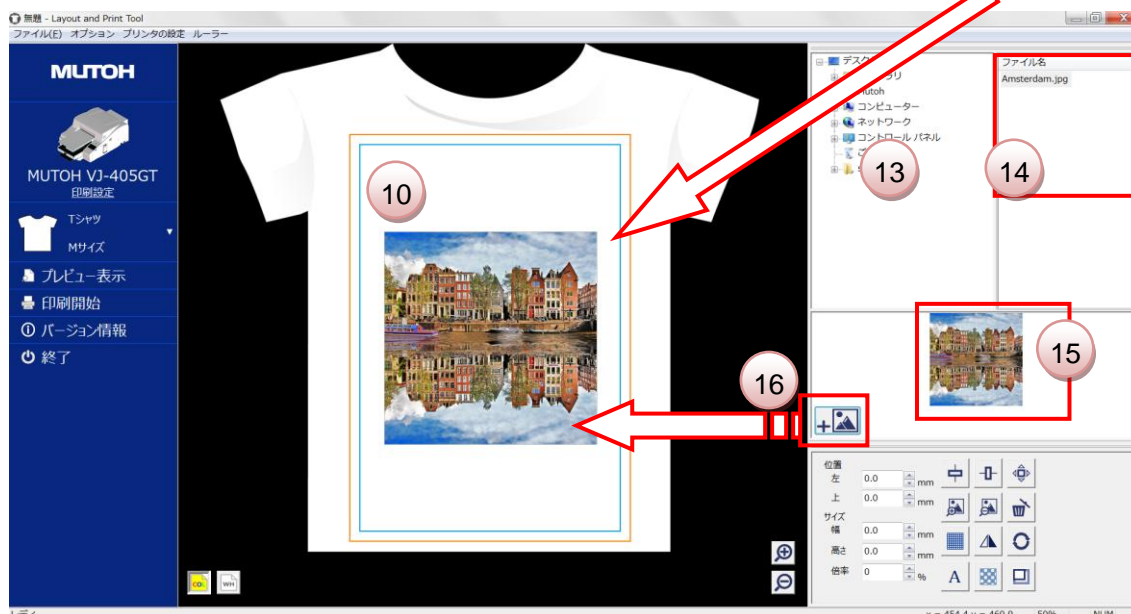 無題 - Layout and Print Tool
ファイル(F) オプション プリンタの設定 ルーラー
MUTOH
MUTOH VJ-405GT
印刷設定
Tシャツ
Mサイズ
プレビュー表示
印刷開始
バージョン情報
終了
10
COL
WH
コンピューター
ネットワーク
コントロール パネル
13
ファイル名
Amsterdam.jpg
14
15
16
位置
左 0.0 mm
上 0.0 mm
サイズ
幅 0.0 mm
高さ 0.0 mm
倍率 0 %
A
50%
NUM